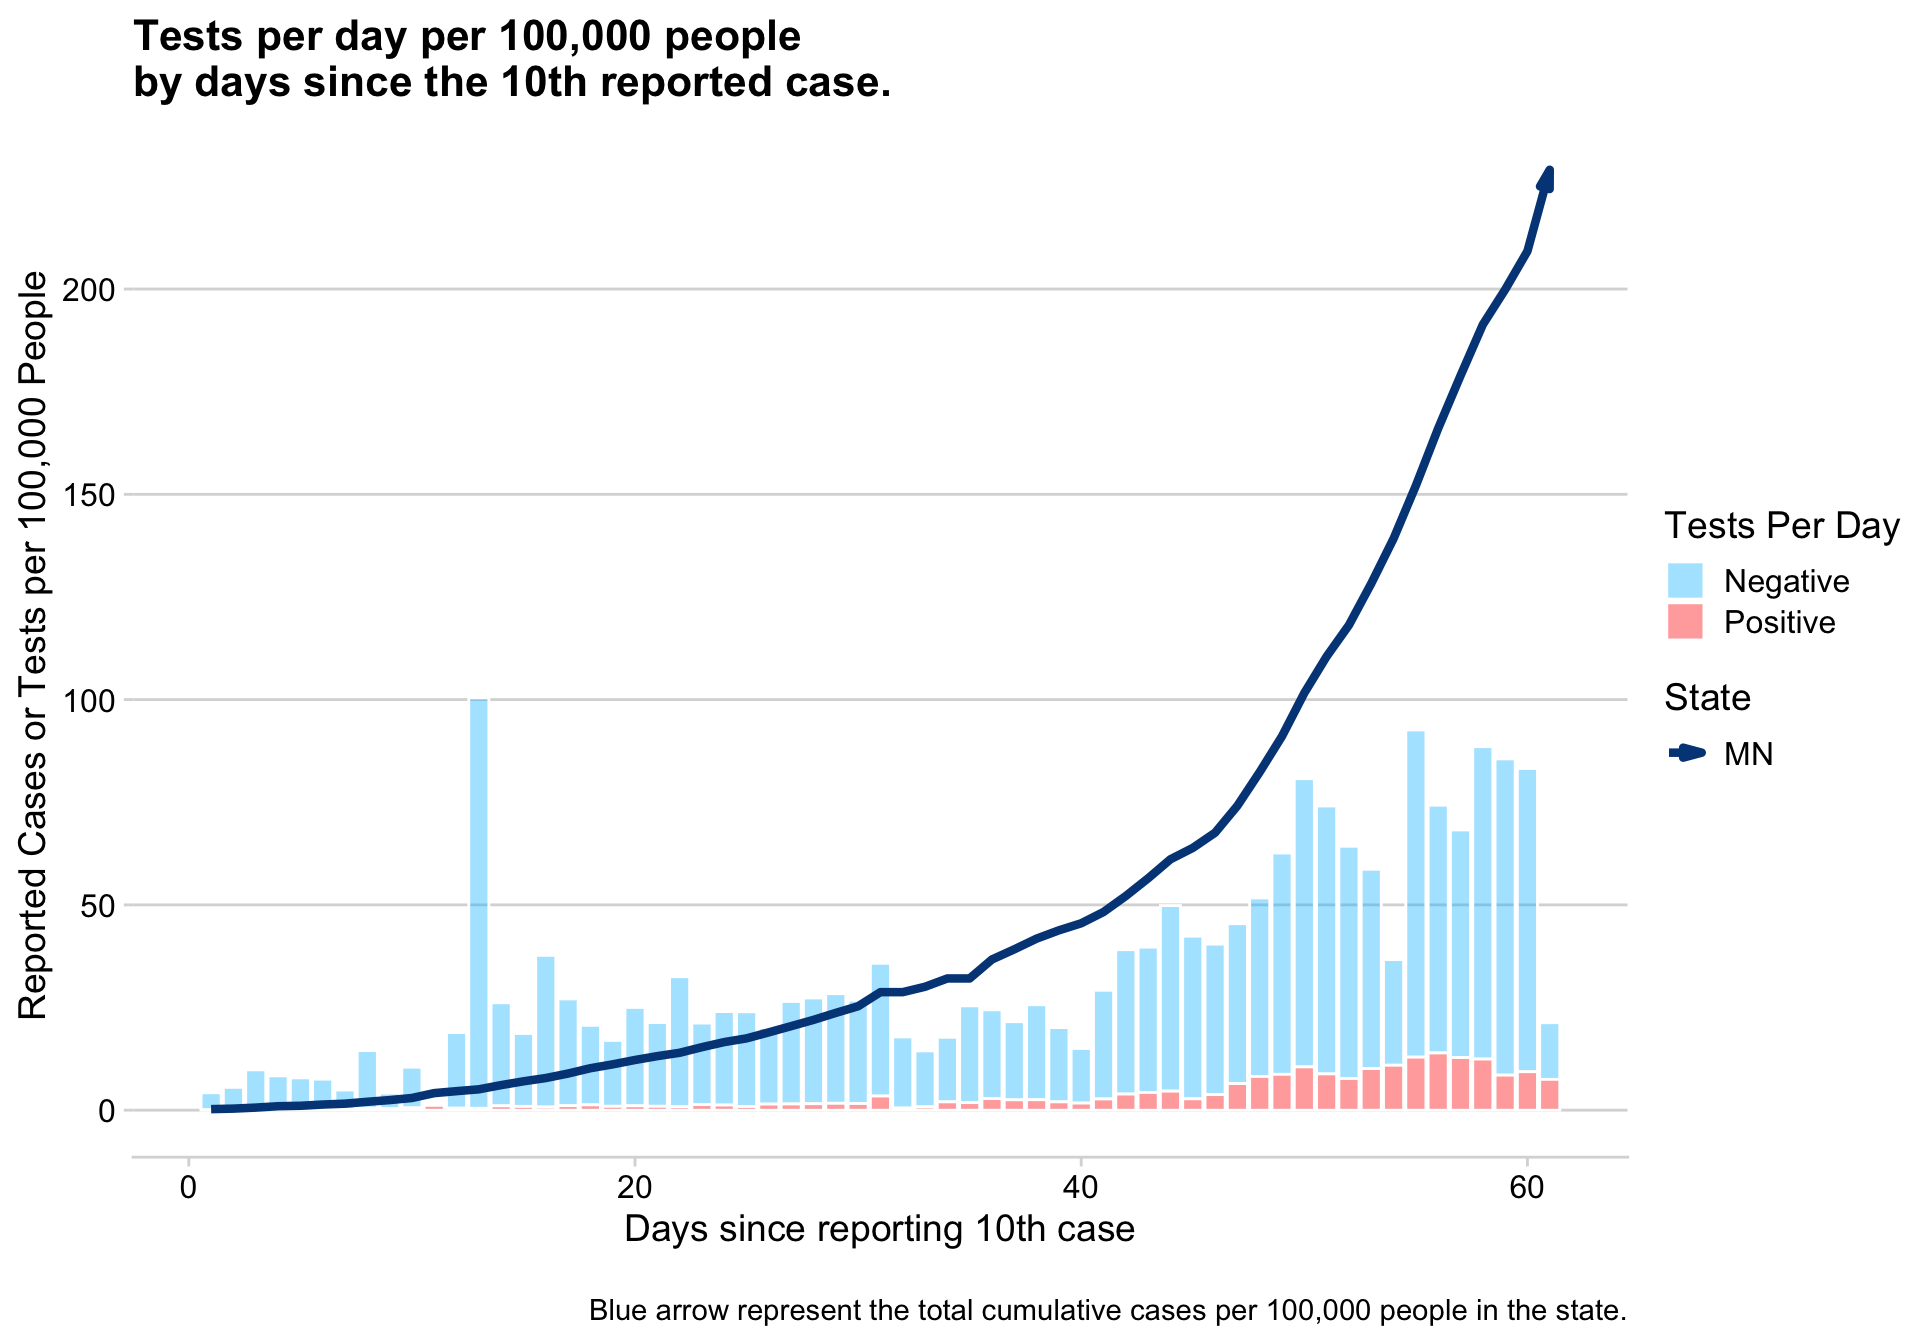 Tests per day per 100,000 people
by days since the 10th reported case.
Reported Cases or Tests per 100,000 People
200
150
100
50
0
0
20
40
60
Days since reporting 10th case
Tests Per Day
Negative
Positive
State
MN
Blue arrow represent the total cumulative cases per 100,000 people in the state.